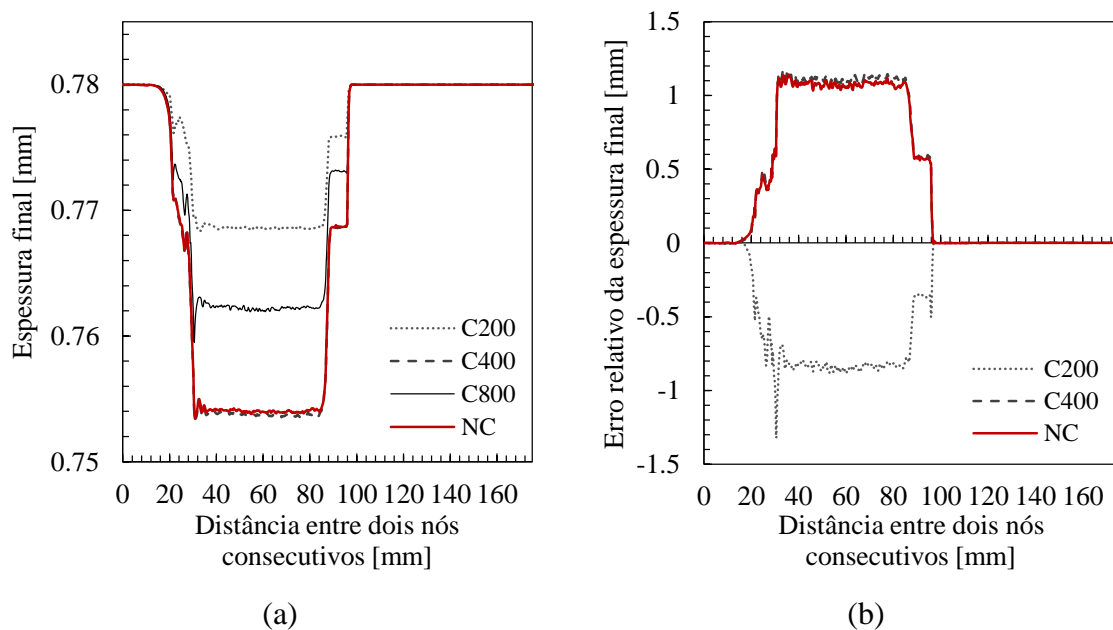 Espessura final [mm]
0.78
0.77
0.76
0.75
C200
C400
C800
NC
0 20 40 60 80 100 120 140 160
Distância entre dois nós
consecutivos [mm]
(a)
Erro relativo da espessura final [mm]
1.5
1
0.5
0
-0.5
-1
-1.5
C200
C400
NC
0 20 40 60 80 100 120 140 160
Distância entre dois nós
consecutivos [mm]
(b)